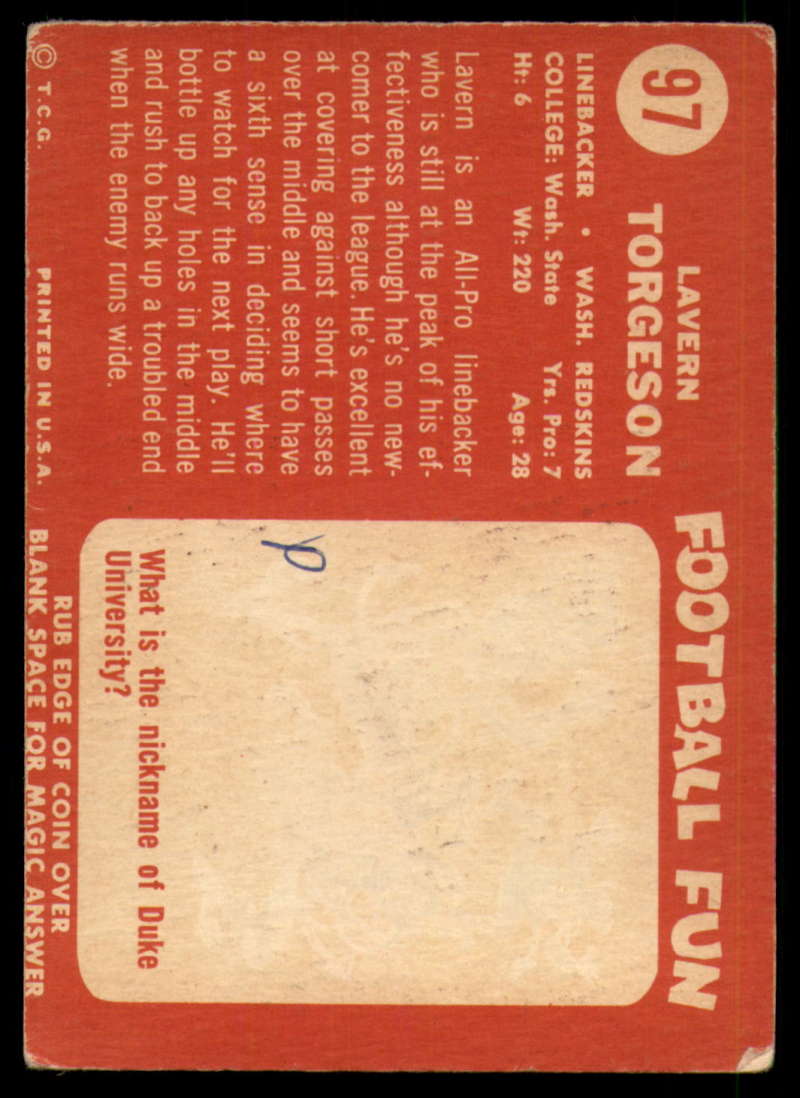 97
LAVERN
TORGESON
LINEBACKER • WASH. REDSKINS
COLLEGE: Wash. State Yrs. Pro: 7
Ht: 6 Wt: 220 Age: 28
Lavern is an All-Pro linebacker
who is still at the peak of his ef-
fectiveness although he's no new-
comer to the league. He's excellent
at covering against short passes
over the middle and seems to have
a sixth sense in deciding where
to watch for the next play. He'll
bottle up any holes in the middle
and rush to back up a troubled end
when the enemy runs wide.
© T.C.G. PRINTED IN U.S.A.
FOOTBALL FUN
What is the nickname of Duke
University?
RUB EDGE OF COIN OVER
BLANK SPACE FOR MAGIC ANSWER